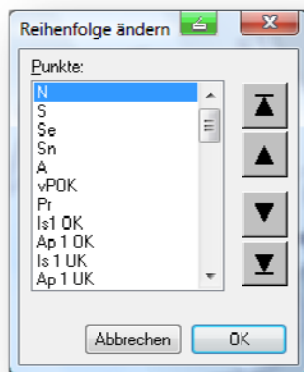 Reihenfolge ändern
Punkte:
N
S
Se
Sn
A
vPOK
Pr
Is1 OK
Ap 1 OK
Is 1 UK
Ap 1 UK
Abbrechen
OK